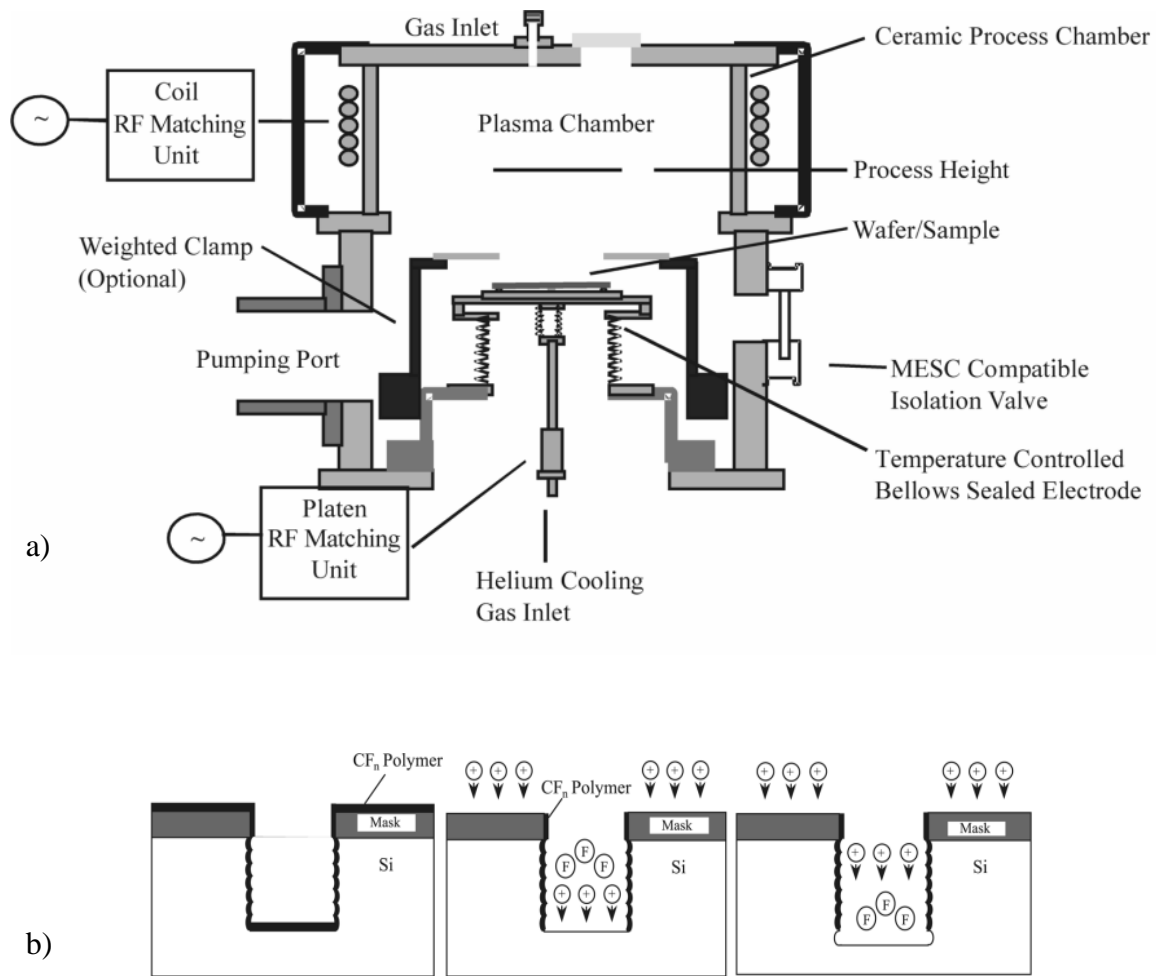 Gas Inlet
Ceramic Process Chamber
~
Coil
RF Matching
Unit
Plasma Chamber
Process Height
Wafer/Sample
Weighted Clamp
(Optional)
Pumping Port
MESC Compatible
Isolation Valve
Temperature Controlled
Bellows Sealed Electrode
~
Platen
RF Matching
Unit
a)
Helium Cooling
Gas Inlet
CFn Polymer
Mask
Si
+ + +
+ + +
CFn Polymer
Mask
Si
F F F
+ + +
+ + +
+ + +
Mask
Si
+ + +
F F F
b)